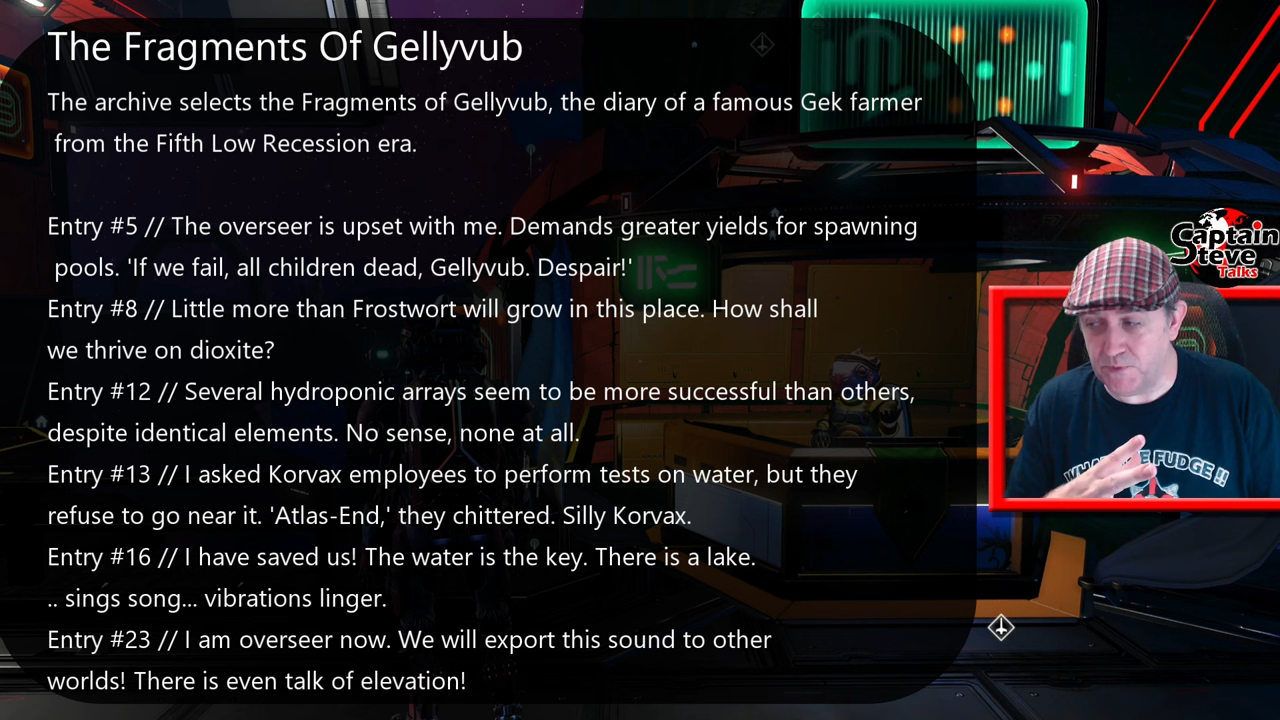 The Fragments Of Gellyvub
The archive selects the Fragments of Gellyvub, the diary of a famous Gek farmer
from the Fifth Low Recession era.
Entry #5 // The overseer is upset with me. Demands greater yields for spawning
pools. 'If we fail, all children dead, Gellyvub. Despair!'
Entry #8 // Little more than Frostwort will grow in this place. How shall
we thrive on dioxite?
Entry #12 // Several hydroponic arrays seem to be more successful than others,
despite identical elements. No sense, none at all.
Entry #13 // I asked Korvax employees to perform tests on water, but they
refuse to go near it. 'Atlas-End,' they chittered. Silly Korvax.
Entry #16 // I have saved us! The water is the key. There is a lake.
.. sings song... vibrations linger.
Entry #23 // I am overseer now. We will export this sound to other
worlds! There is even talk of elevation!
Captain
Steve
Talks
FUDGE !!